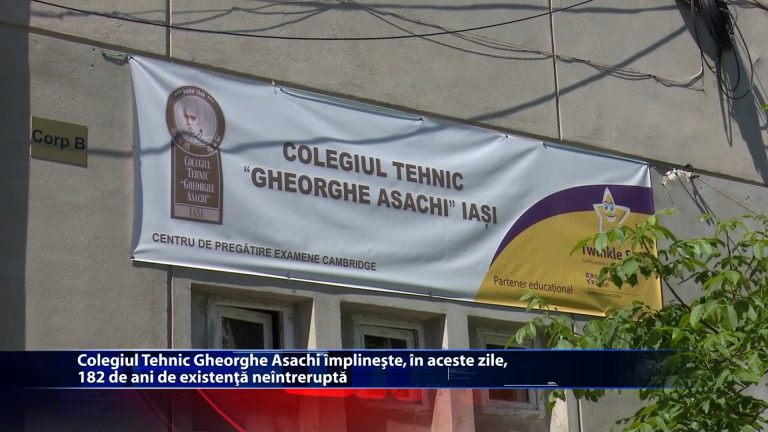 Corp B
COLEGIUL
TEHNIC
"GHEORGHE
ASACHI"
IAȘI
COLEGIUL TEHNIC
"GHEORGHE ASACHI" IAȘI
CENTRU DE PREGĂTIRE EXAMENE CAMBRIDGE
Twinkle
Partener educațional
Colegiul Tehnic Gheorghe Asachi împlineşte, în aceste zile,
182 de ani de existenţă neîntreruptă